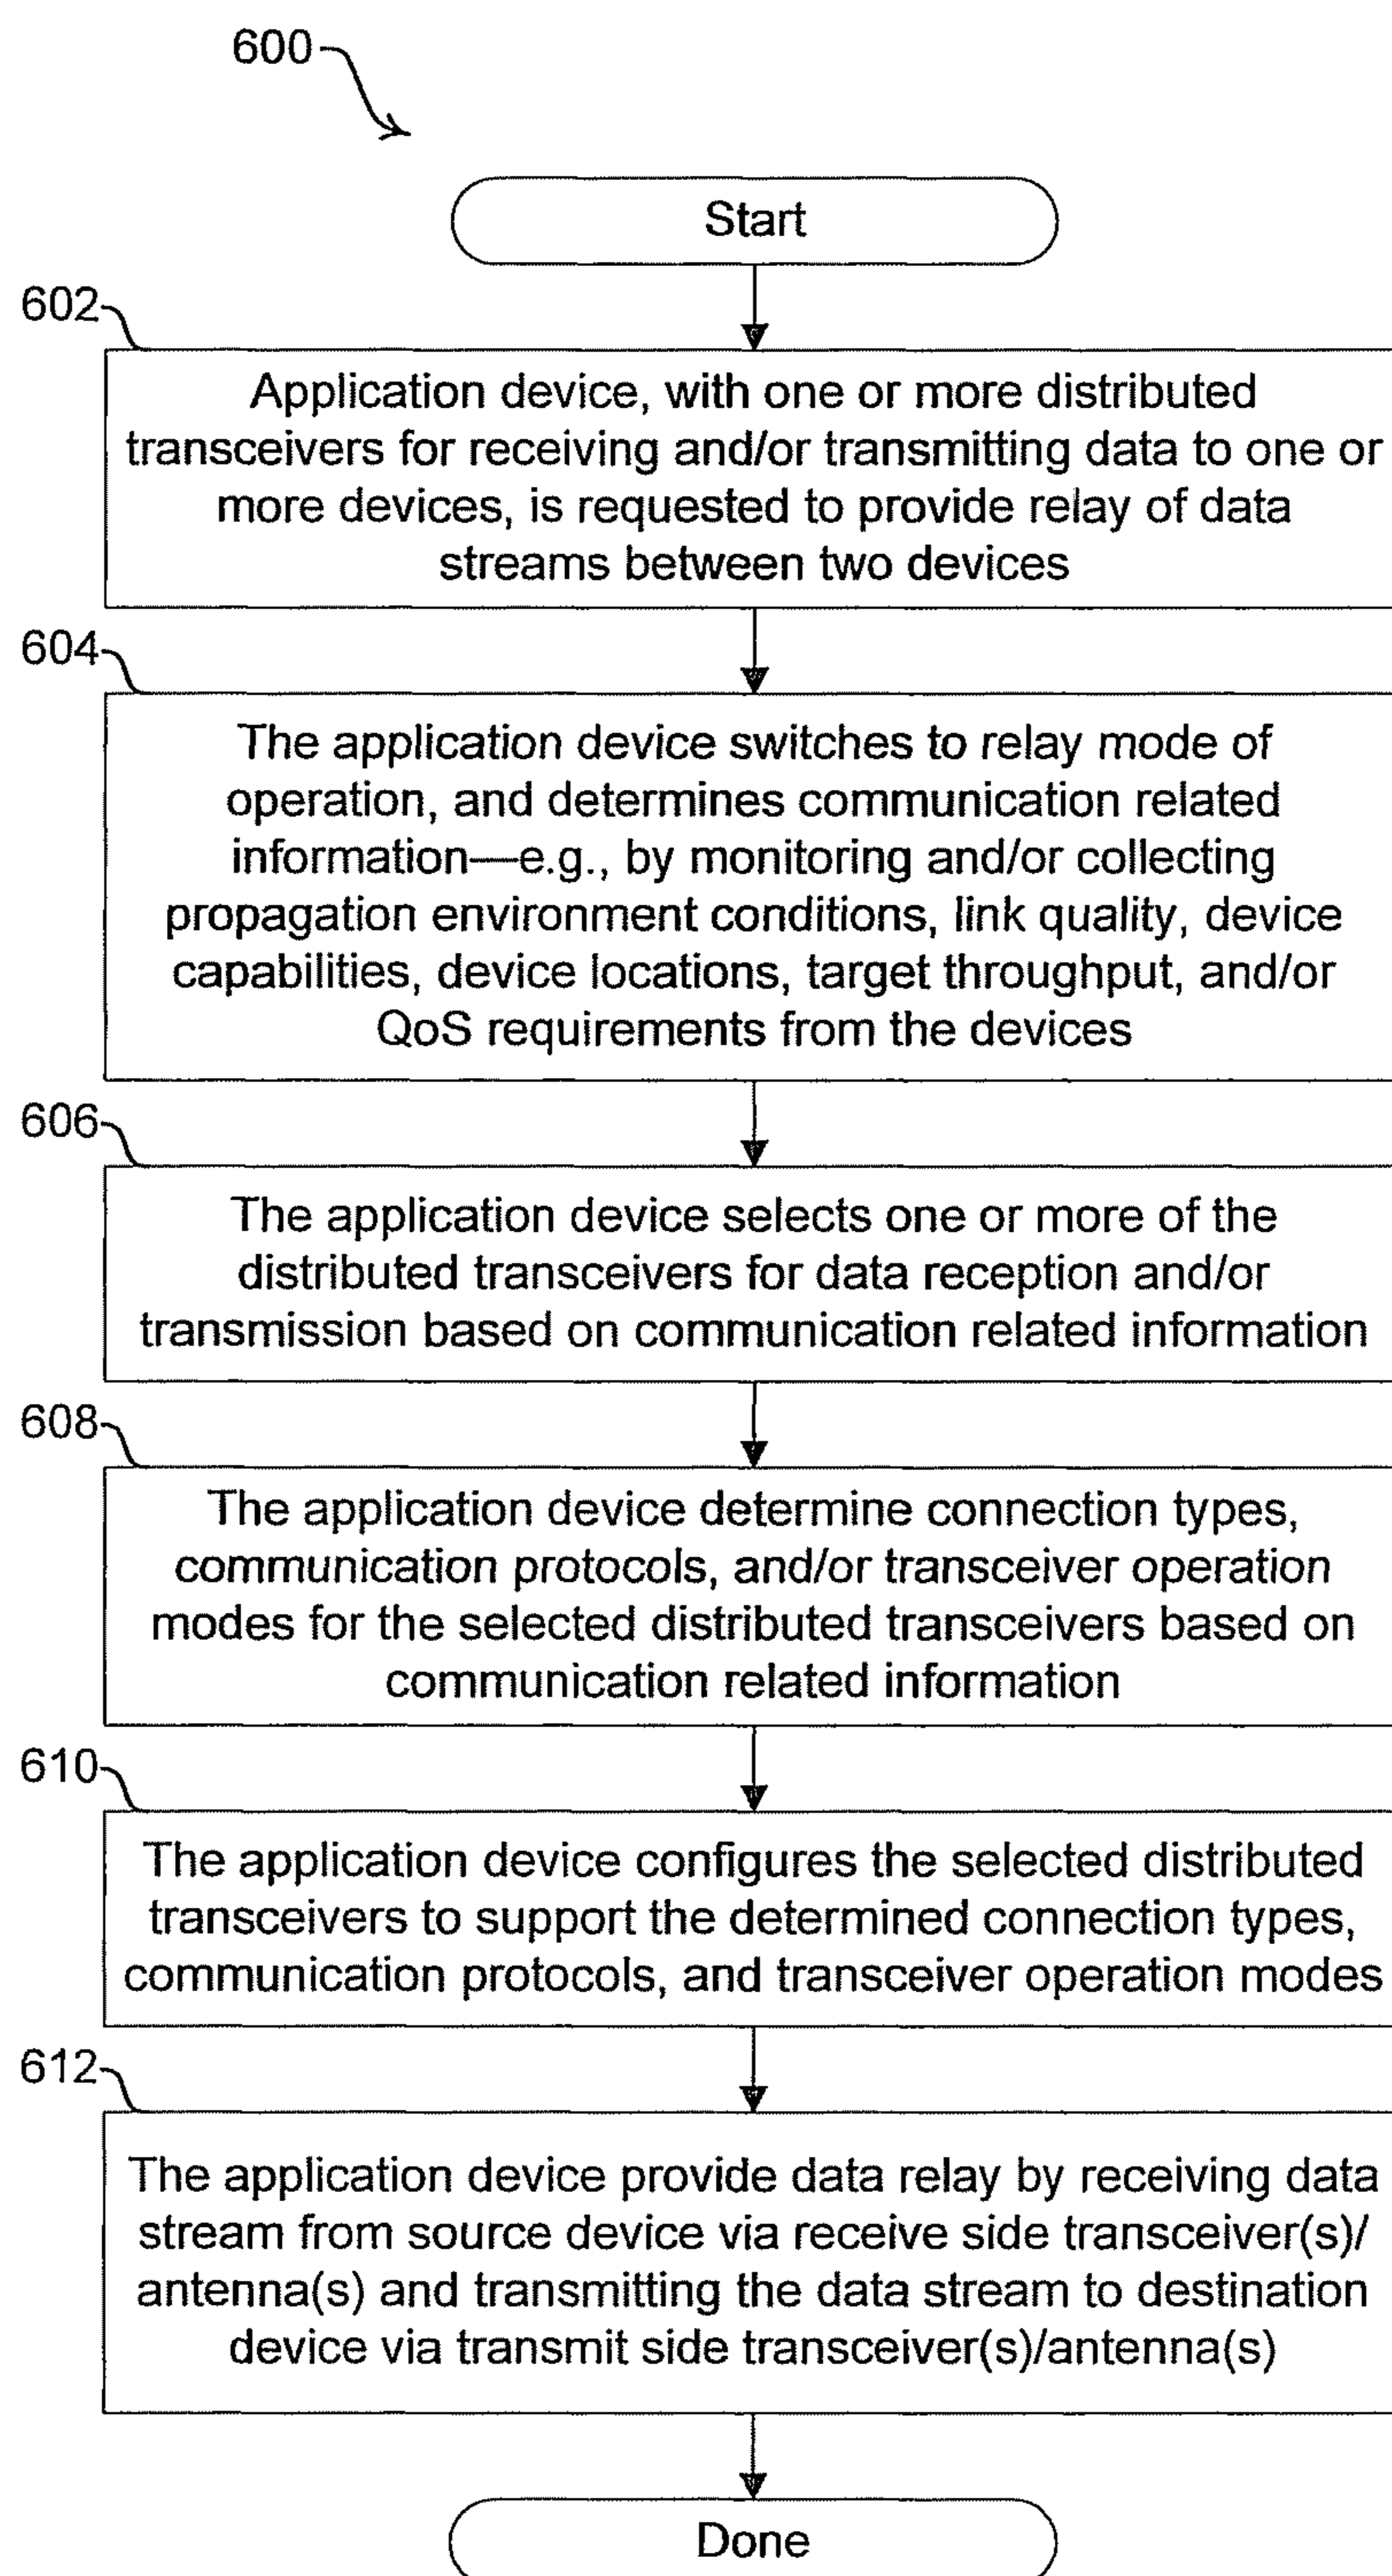 600
Start
602
Application device, with one or more distributed
transceivers for receiving and/or transmitting data to one or
more devices, is requested to provide relay of data
streams between two devices
604
The application device switches to relay mode of
operation, and determines communication related
information—e.g., by monitoring and/or collecting
propagation environment conditions, link quality, device
capabilities, device locations, target throughput, and/or
QoS requirements from the devices
606
The application device selects one or more of the
distributed transceivers for data reception and/or
transmission based on communication related information
608
The application device determine connection types,
communication protocols, and/or transceiver operation
modes for the selected distributed transceivers based on
communication related information
610
The application device configures the selected distributed
transceivers to support the determined connection types,
communication protocols, and transceiver operation modes
612
The application device provide data relay by receiving data
stream from source device via receive side transceiver(s)/
antenna(s) and transmitting the data stream to destination
device via transmit side transceiver(s)/antenna(s)
Done